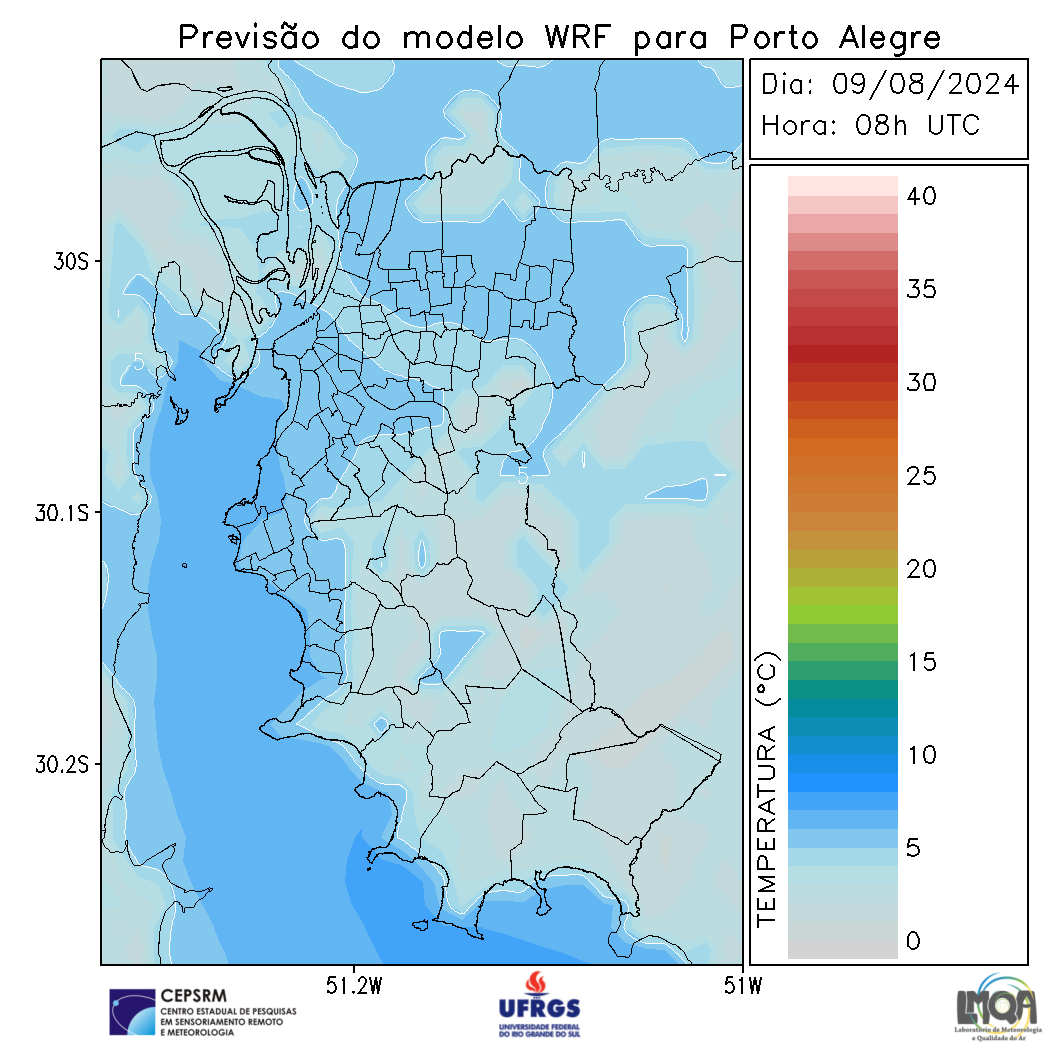 Previsão do modelo WRF para Porto Alegre
Dia: 09/08/2024
Hora: 08h UTC
40
35
30
25
20
15
10
5
0
TEMPERATURA (°C)
30S
30.1S
30.2S
51.2W
51W
5
5
CEPSRM
CENTRO ESTADUAL DE PESQUISAS
EM SENSORIAMENTO REMOTO
E METEOROLOGIA
UFRGS
UNIVERSIDADE FEDERAL
DO RIO GRANDE DO SUL
LMQA
Laboratório de Meteorologia
e Qualidade do Ar